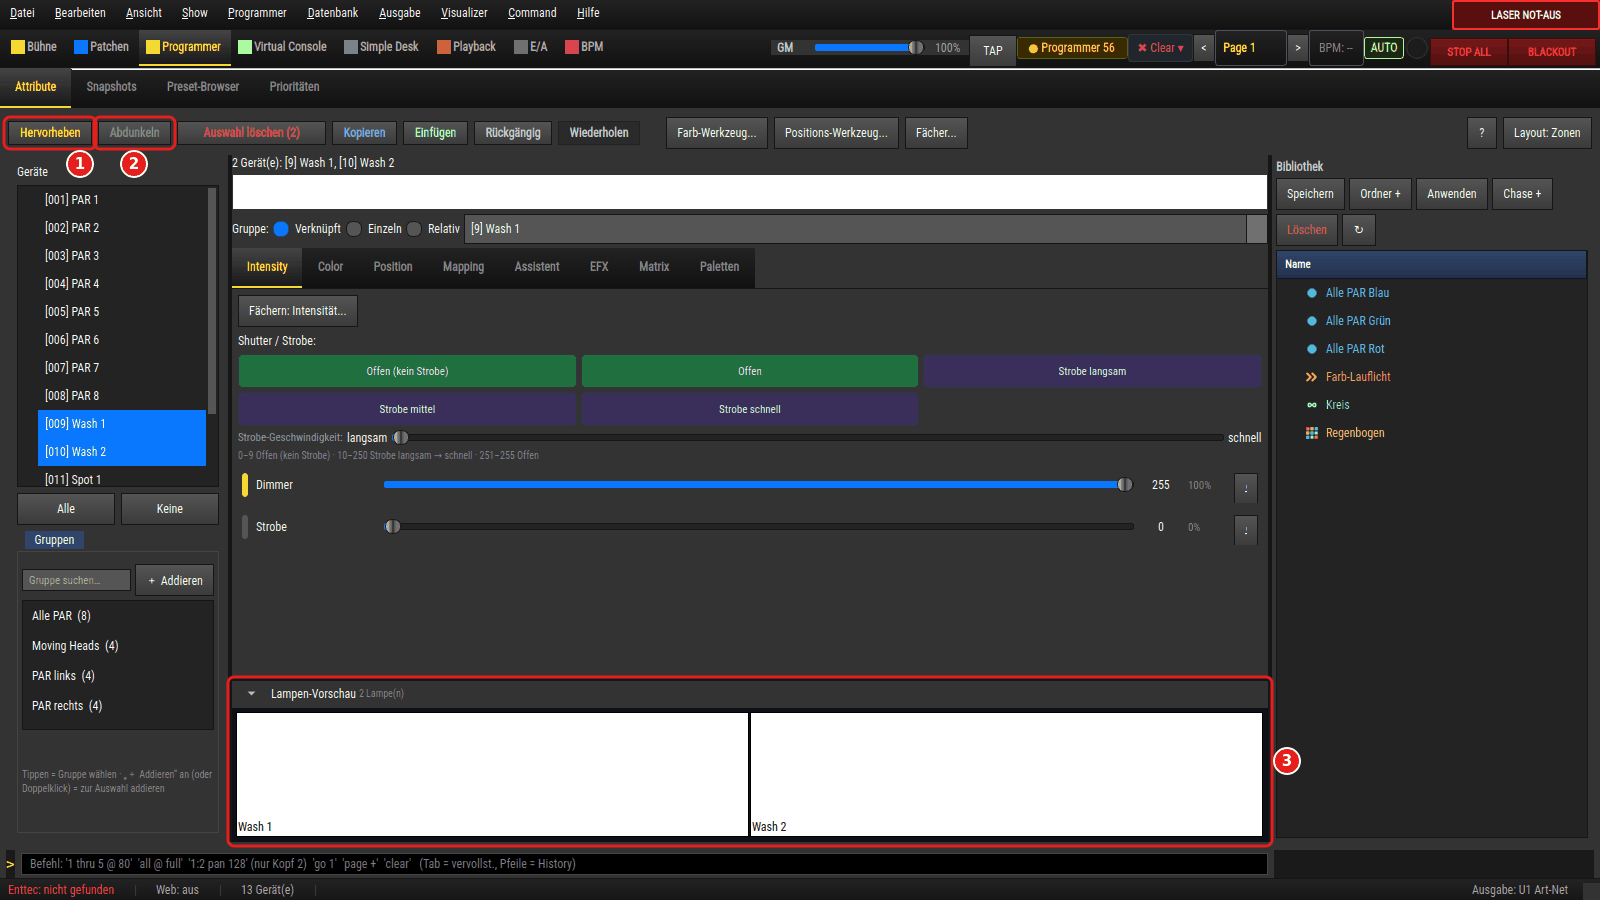 Datei Bearbeiten Ansicht Show Programmer Datenbank Ausgabe Visualizer Command Hilfe LASER NOT-AUS
Bühne Patchen Programmer Virtual Console Simple Desk Playback E/A BPM GM 100% TAP Programmer 56 ✖ Clear ▾ < Page 1 > BPM: -- AUTO STOP ALL BLACKOUT
Attribute Snapshots Preset-Browser Prioritäten
Hervorheben Abdunkeln Auswahl löschen (2) Kopieren Einfügen Rückgängig Wiederholen Farb-Werkzeug... Positions-Werkzeug... Fächer... ? Layout: Zonen
1 2
Geräte
[001] PAR 1
[002] PAR 2
[003] PAR 3
[004] PAR 4
[005] PAR 5
[006] PAR 6
[007] PAR 7
[008] PAR 8
[009] Wash 1
[010] Wash 2
[011] Spot 1
Alle Keine
Gruppen
Gruppe suchen... + Addieren
Alle PAR (8)
Moving Heads (4)
PAR links (4)
PAR rechts (4)
Tippen = Gruppe wählen · „ + Addieren" an (oder
Doppelklick) = zur Auswahl addieren
2 Gerät(e): [9] Wash 1, [10] Wash 2
Gruppe: Verknüpft Einzeln Relativ [9] Wash 1
Intensity Color Position Mapping Assistent EFX Matrix Paletten
Fächern: Intensität...
Shutter / Strobe:
Offen (kein Strobe) Offen Strobe langsam
Strobe mittel Strobe schnell
Strobe-Geschwindigkeit: langsam schnell
0–9 Offen (kein Strobe) · 10–250 Strobe langsam → schnell · 251–255 Offen
Dimmer 255 100%
Strobe 0 0%
Lampen-Vorschau 2 Lampe(n)
Wash 1 Wash 2
3
Bibliothek
Speichern Ordner + Anwenden Chase +
Löschen ↻
Name
Alle PAR Blau
Alle PAR Grün
Alle PAR Rot
Farb-Lauflicht
Kreis
Regenbogen
> Befehl: '1 thru 5 @ 80' 'all @ full' '1:2 pan 128' (nur Kopf 2) 'go 1' 'page +' 'clear' (Tab = vervollst., Pfeile = History)
Enttec: nicht gefunden Web: aus 13 Gerät(e) Ausgabe: U1 Art-Net